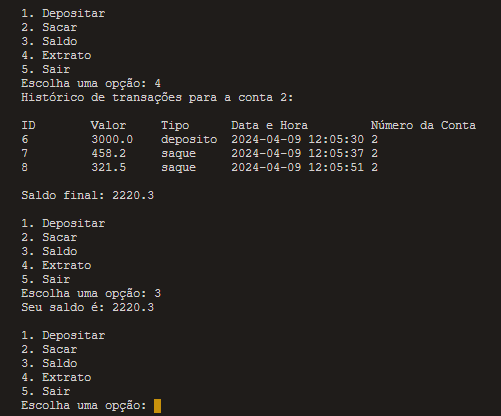 1. Depositar
2. Sacar
3. Saldo
4. Extrato
5. Sair
Escolha uma opção: 4
Histórico de transações para a conta 2:
ID Valor Tipo Data e Hora Número da Conta
6 3000.0 deposito 2024-04-09 12:05:30 2
7 458.2 saque 2024-04-09 12:05:37 2
8 321.5 saque 2024-04-09 12:05:51 2
Saldo final: 2220.3
1. Depositar
2. Sacar
3. Saldo
4. Extrato
5. Sair
Escolha uma opção: 3
Seu saldo é: 2220.3
1. Depositar
2. Sacar
3. Saldo
4. Extrato
5. Sair
Escolha uma opção: